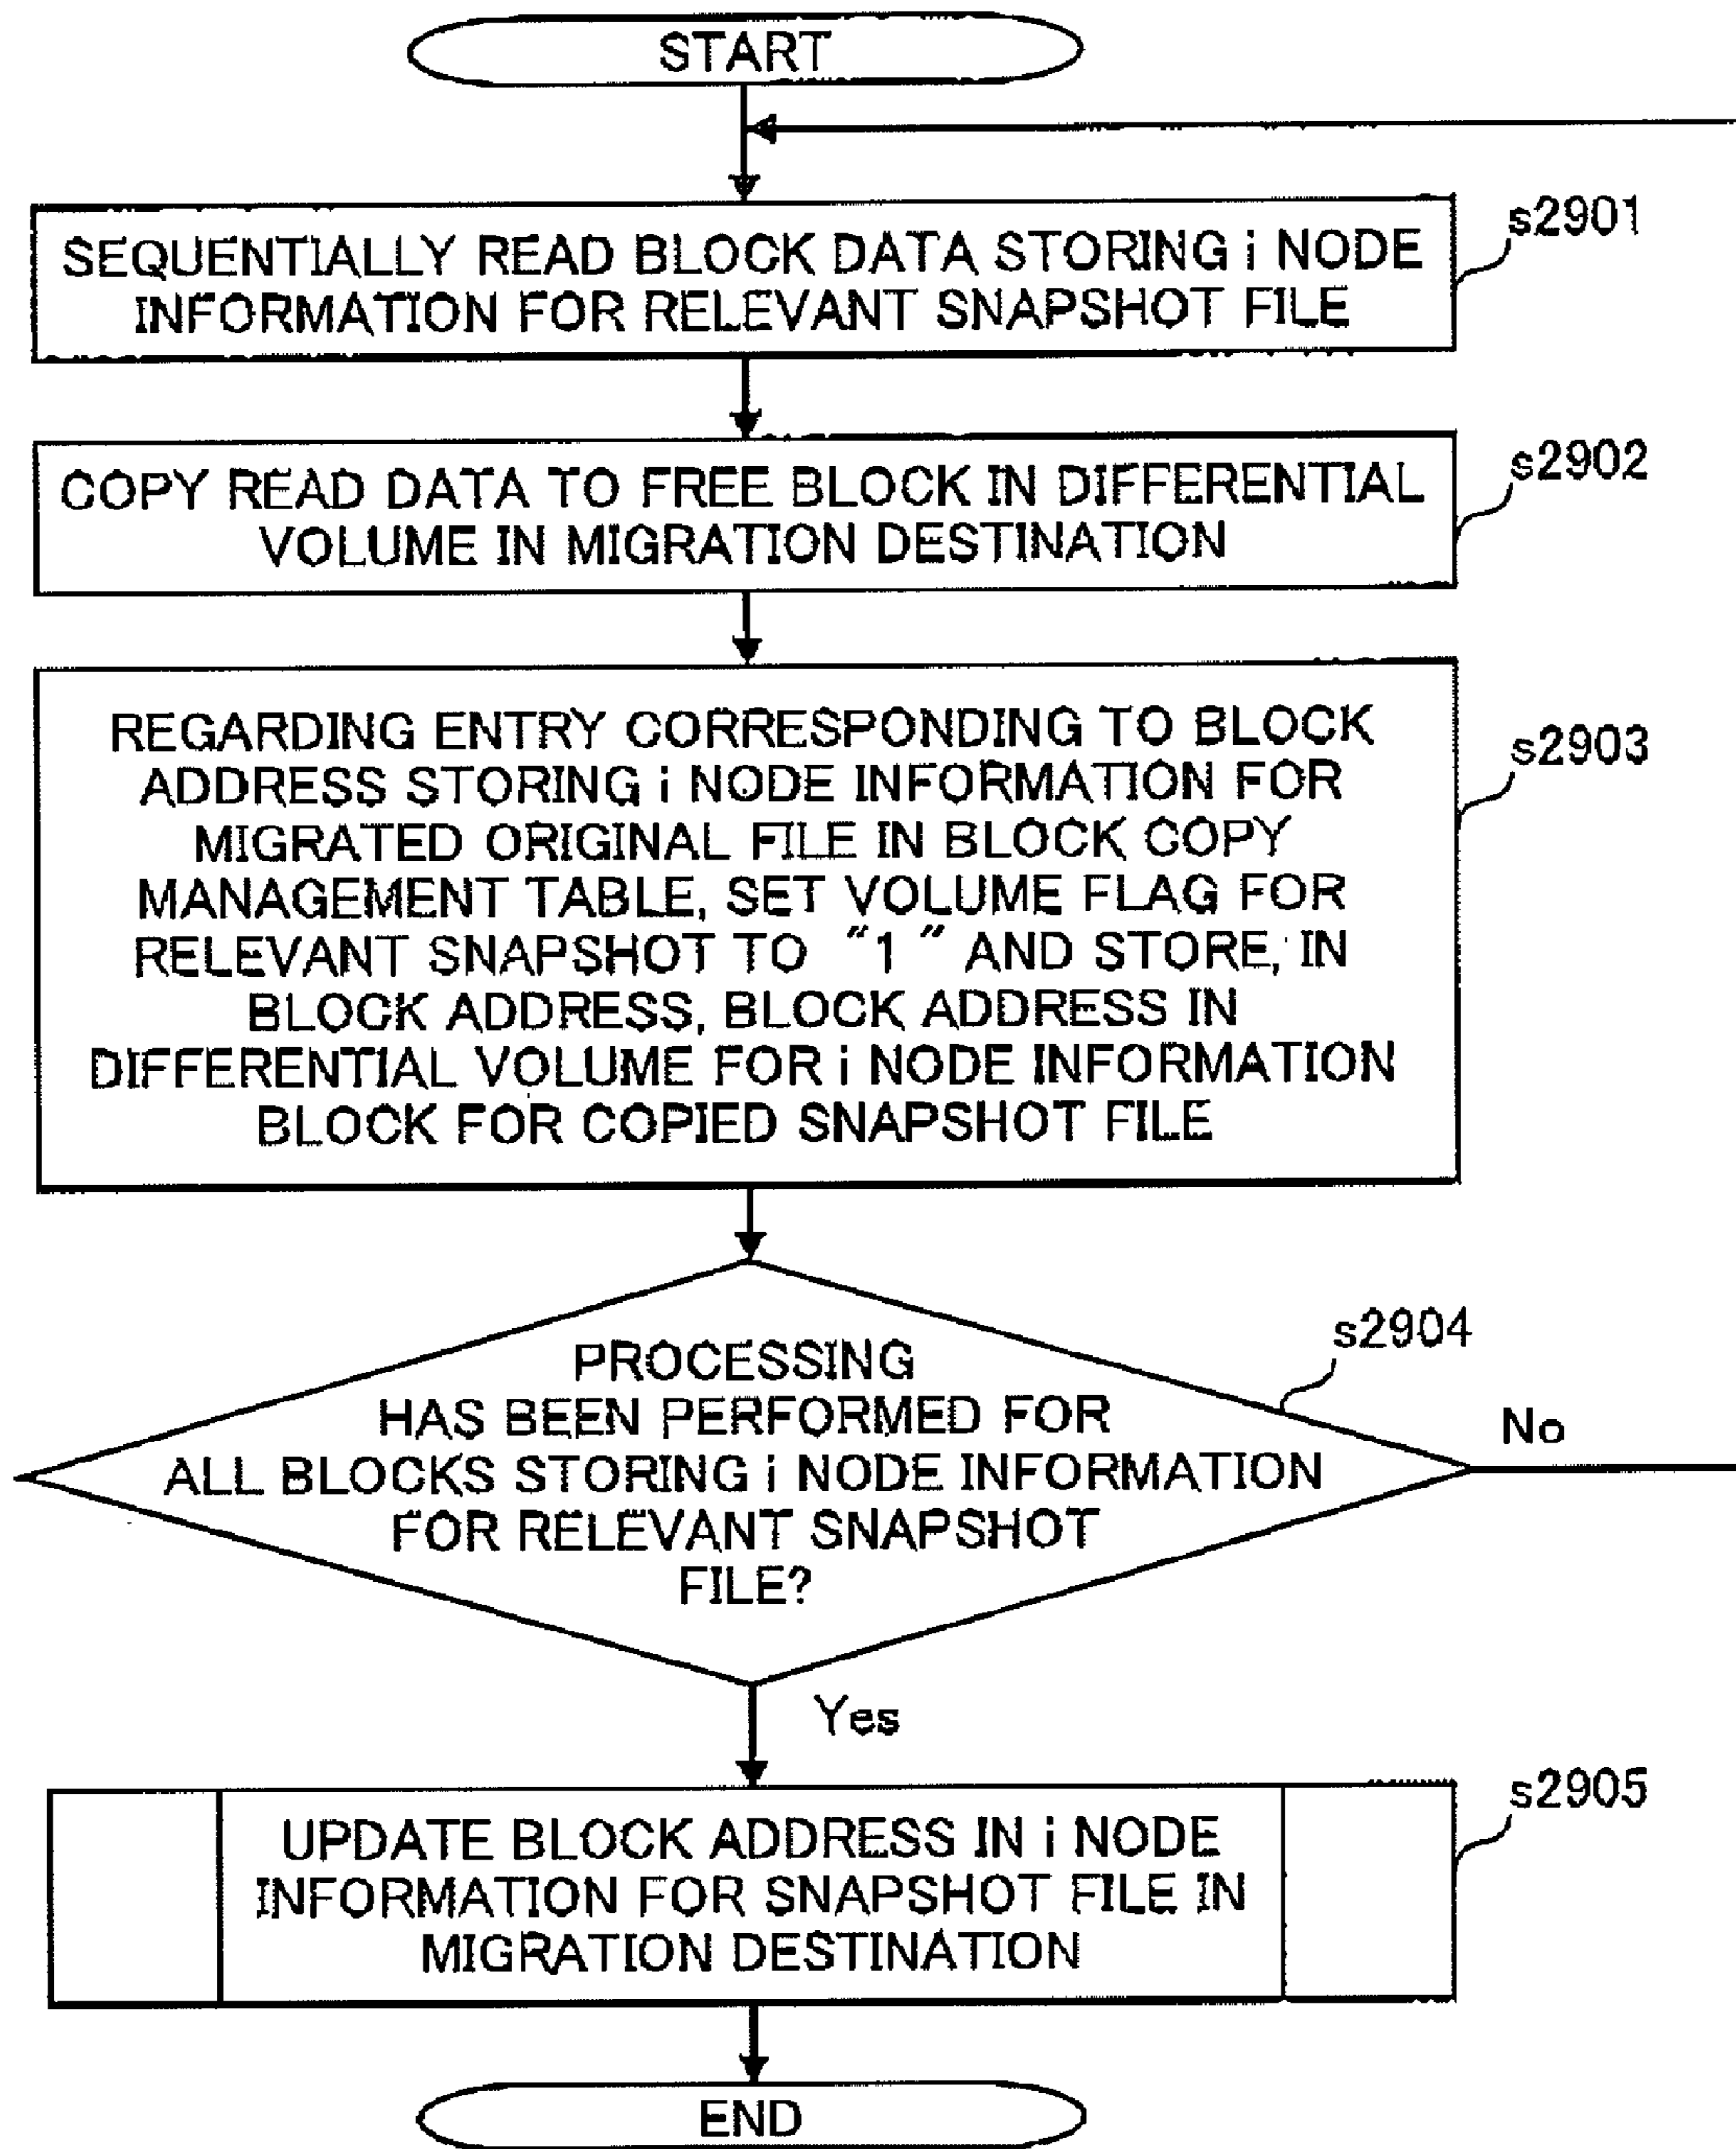 START
SEQUENTIALLY READ BLOCK DATA STORING i NODE
INFORMATION FOR RELEVANT SNAPSHOT FILE
s2901
COPY READ DATA TO FREE BLOCK IN DIFFERENTIAL
VOLUME IN MIGRATION DESTINATION
s2902
REGARDING ENTRY CORRESPONDING TO BLOCK
ADDRESS STORING i NODE INFORMATION FOR
MIGRATED ORIGINAL FILE IN BLOCK COPY
MANAGEMENT TABLE, SET VOLUME FLAG FOR
RELEVANT SNAPSHOT TO "1" AND STORE, IN
BLOCK ADDRESS, BLOCK ADDRESS IN
DIFFERENTIAL VOLUME FOR i NODE INFORMATION
BLOCK FOR COPIED SNAPSHOT FILE
s2903
PROCESSING
HAS BEEN PERFORMED FOR
ALL BLOCKS STORING i NODE INFORMATION
FOR RELEVANT SNAPSHOT
FILE?
s2904
No
Yes
UPDATE BLOCK ADDRESS IN i NODE
INFORMATION FOR SNAPSHOT FILE IN
MIGRATION DESTINATION
s2905
END